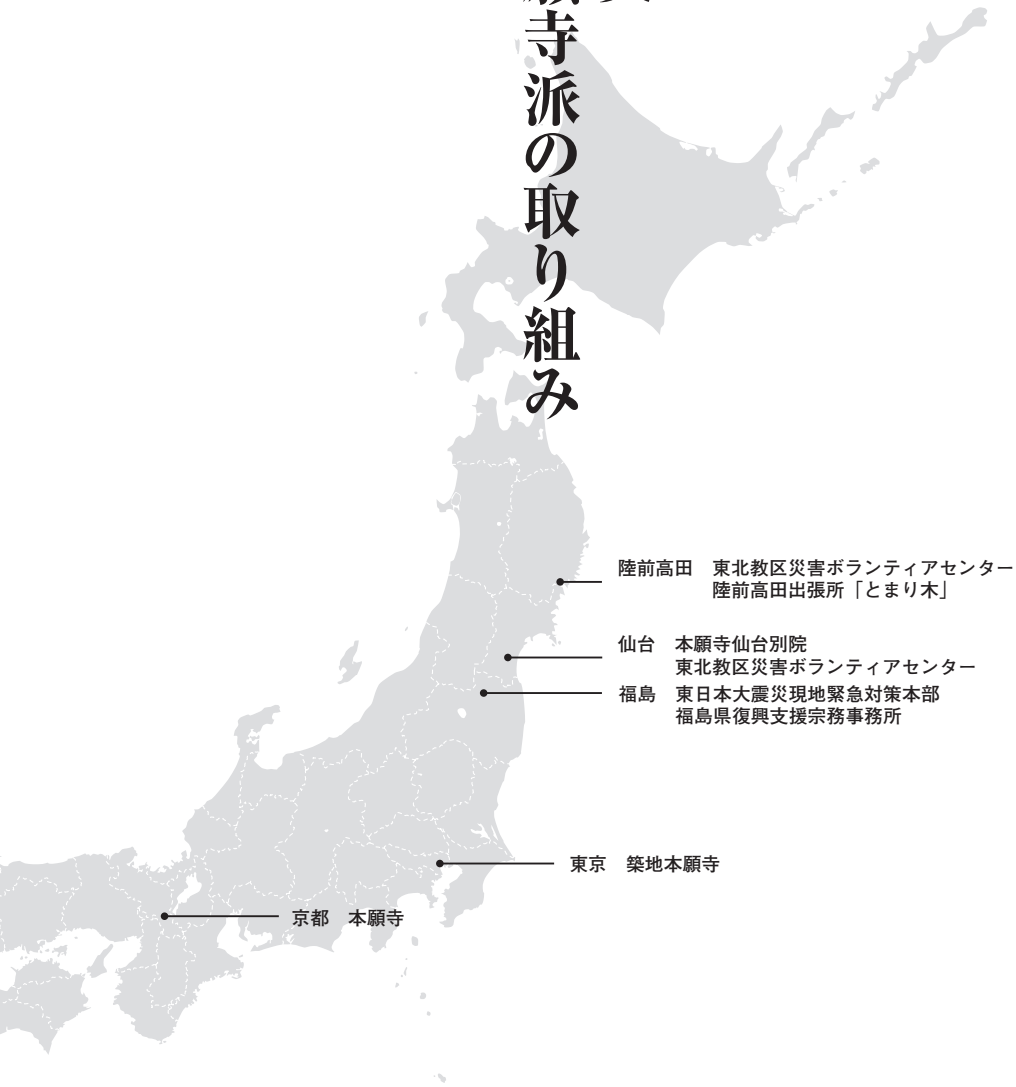 寺派の取り組み
陸前高田　東北教区災害ボランティアセンター
陸前高田出張所「とまり木」
仙台　本願寺仙台別院
東北教区災害ボランティアセンター
福島　東日本大震災現地緊急対策本部
福島県復興支援宗務事務所
東京　築地本願寺
京都　本願寺